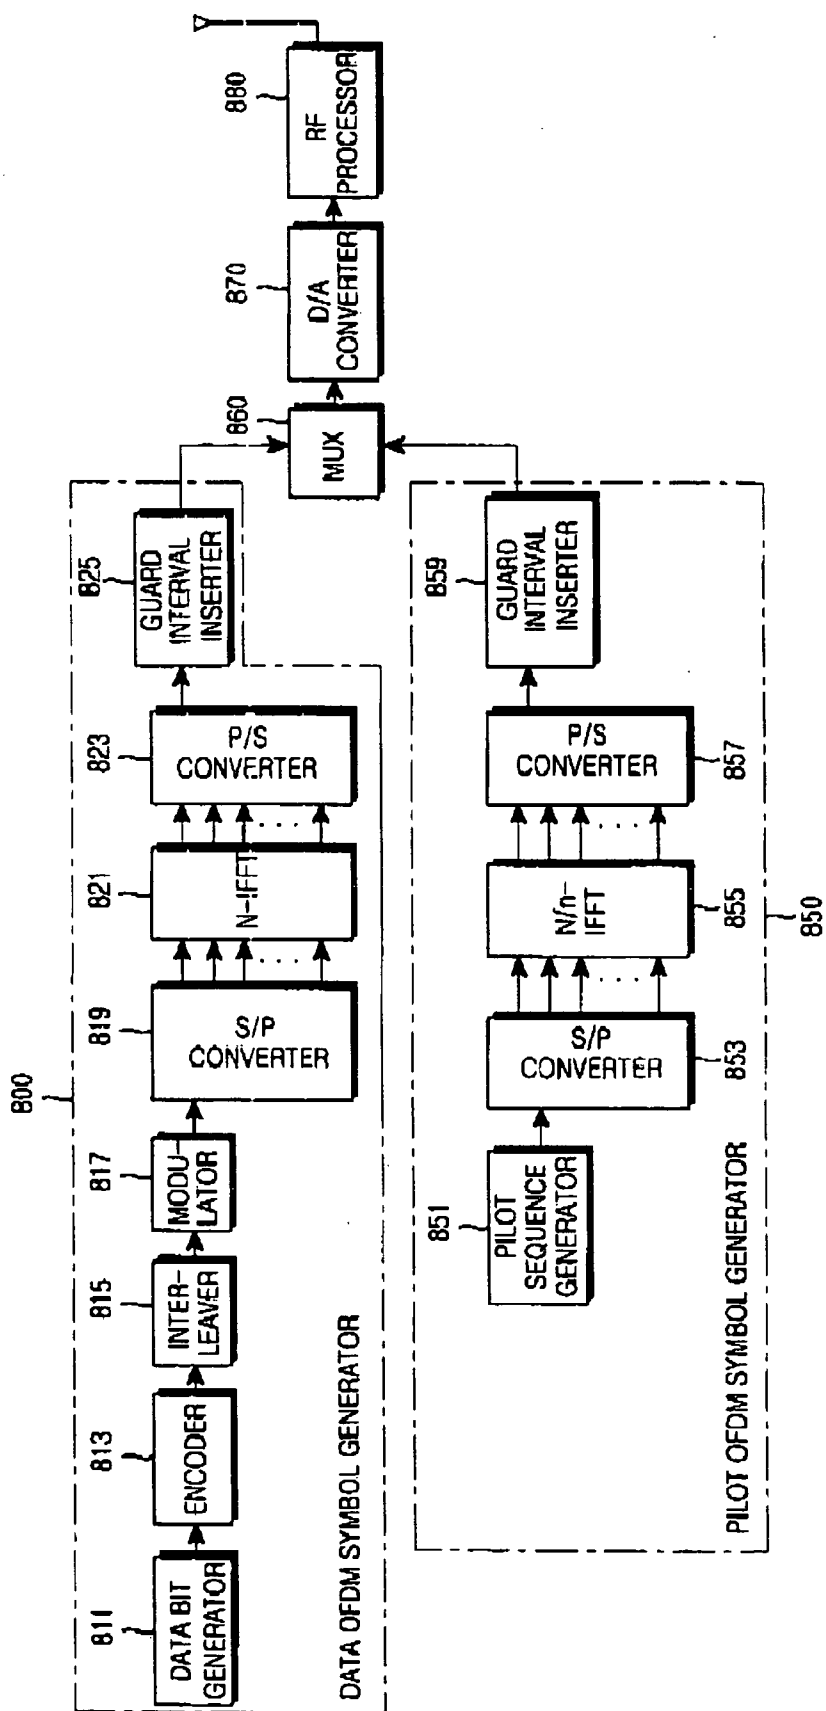 800
811
DATA BIT
GENERATOR
813
ENCODER
815
INTER-
LEAVER
817
MODU-
LATOR
819
S/P
CONVERTER
821
N-IFFT
823
P/S
CONVERTER
825
GUARD
INTERVAL
INSERTER
DATA OFDM SYMBOL GENERATOR
860
MUX
870
D/A
CONVERTER
880
RF
PROCESSOR
851
PILOT
SEQUENCE
GENERATOR
S/P
CONVERTER
853
N/n-
IFFT
855
P/S
CONVERTER
857
859
GUARD
INTERVAL
INSERTER
PILOT OFDM SYMBOL GENERATOR
850